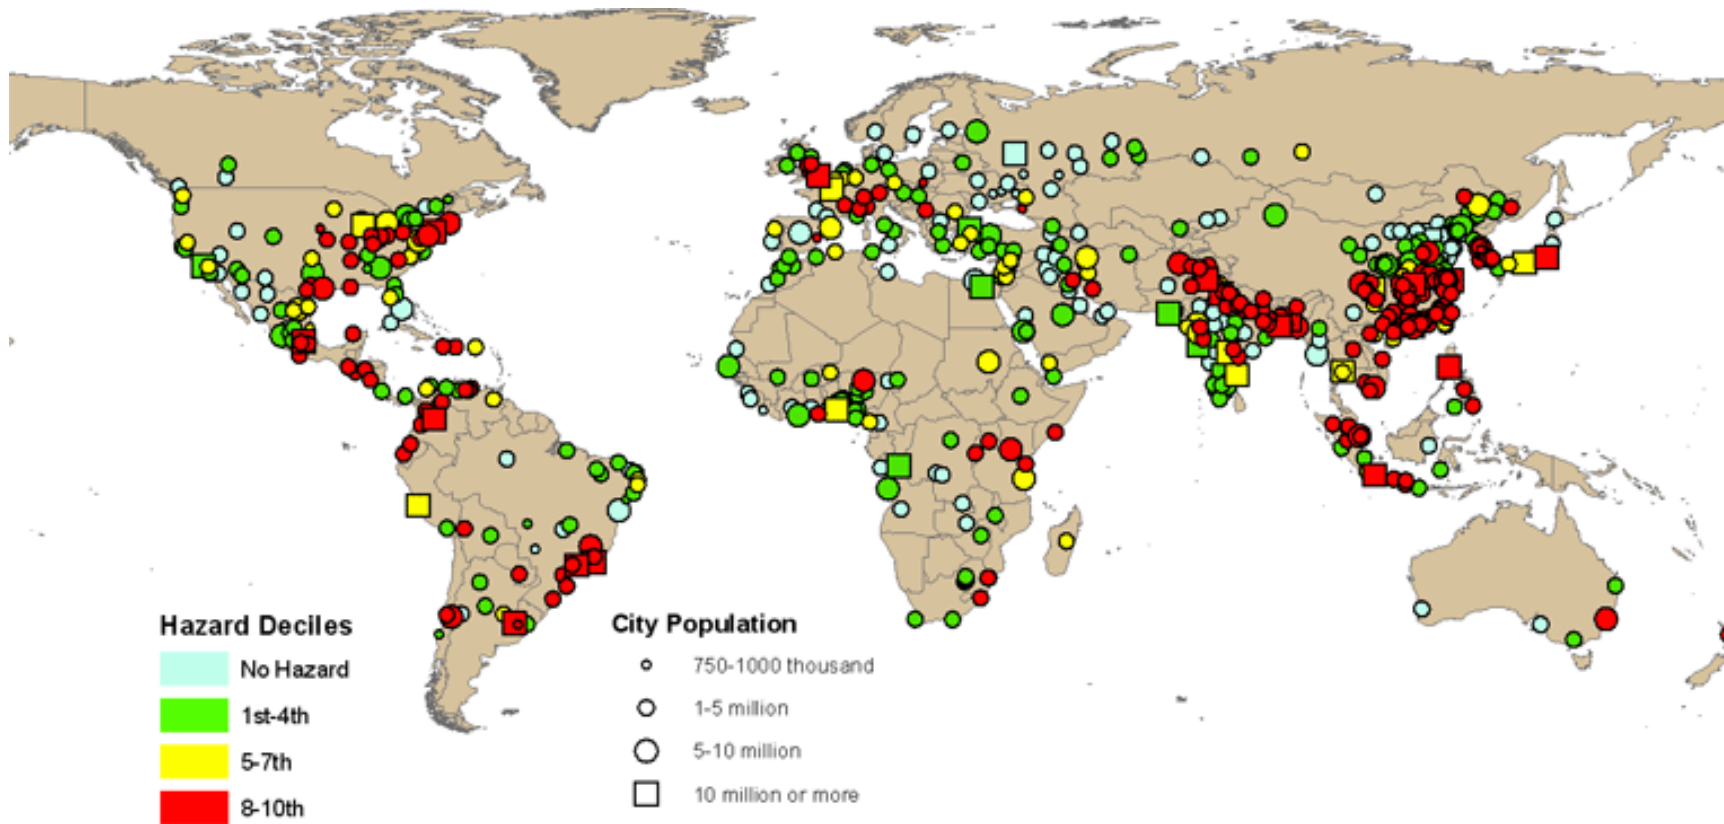 Hazard Deciles
No Hazard
1st-4th
5-7th
8-10th
City Population
750-1000 thousand
1-5 million
5-10 million
10 million or more